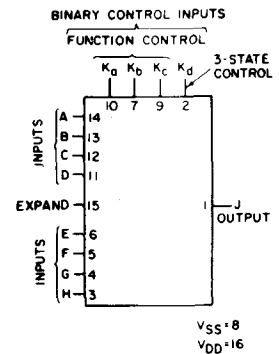 BINARY CONTROL INPUTS
FUNCTION CONTROL
Ka Kb Kc Kd
3-STATE
CONTROL
10 7 9 2
INPUTS
A 14
B 13
C 12
D 11
EXPAND 15
1 J
OUTPUT
INPUTS
E 6
F 5
G 4
H 3
VSS=8
VDD=16